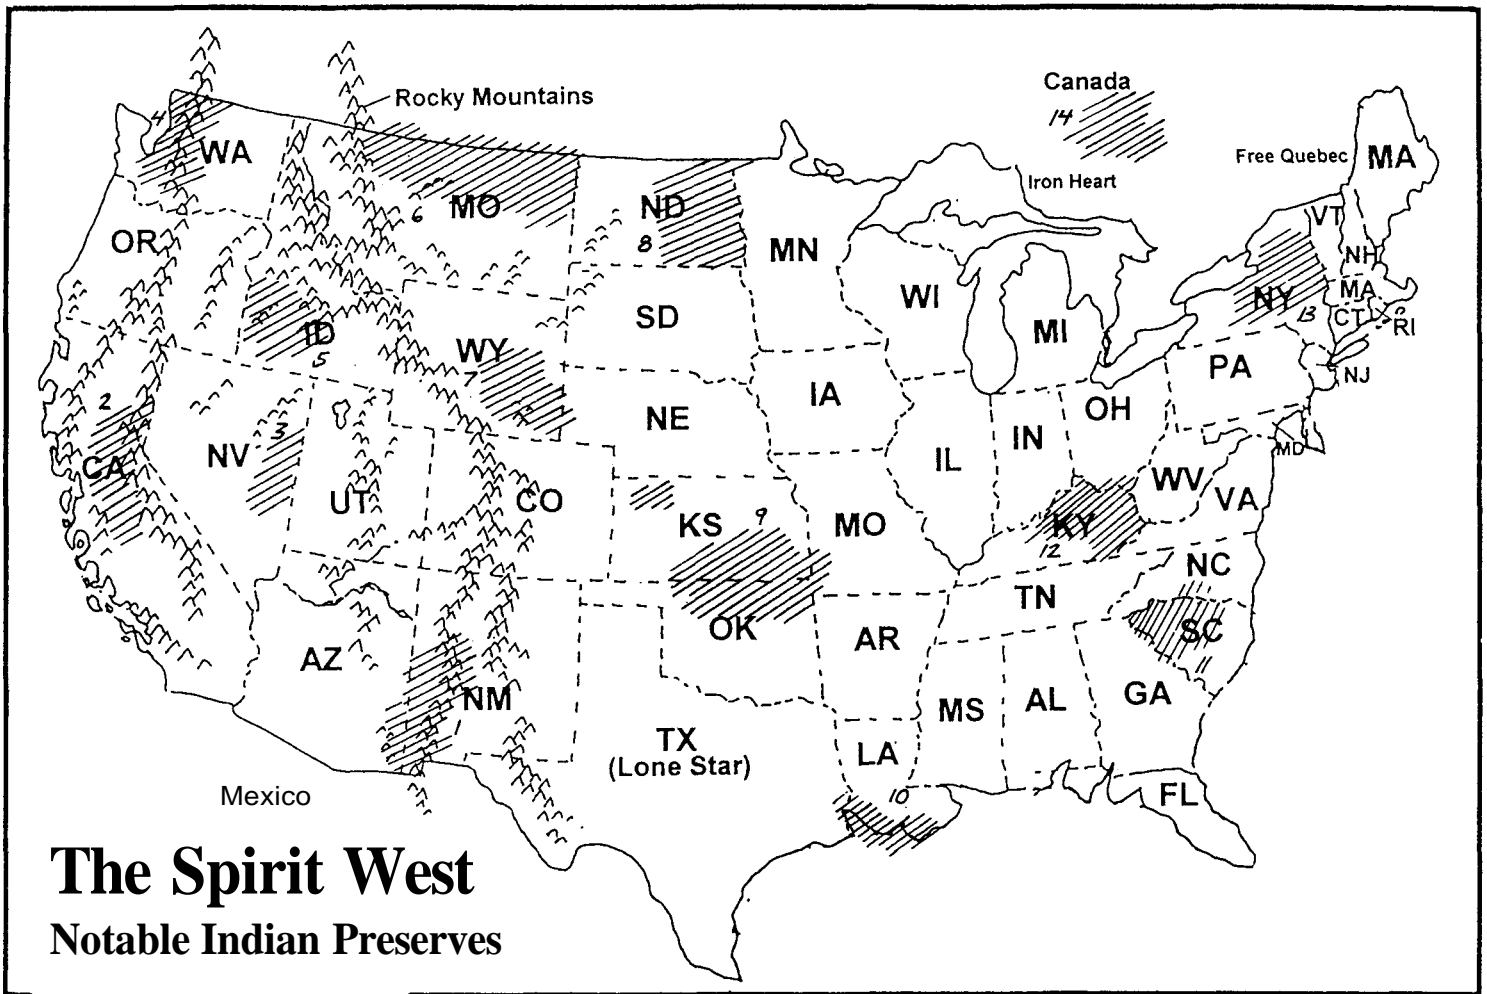 Canada
14
Rocky Mountains
4
WA
Free Quebec
MA
Iron Heart
6
MO
ND
8
VT
OR
MN
NH
WI
NY
13
MA
CT
RI
ID
5
SD
MI
WY
7
PA
NJ
2
IA
OH
3
NE
IN
MD
CA
NV
IL
WV
UT
CO
VA
KS
9
MO
KY
12
NC
TN
OK
AR
SC
11
AZ
NM
MS
AL
GA
TX
(Lone Star)
LA
10
FL
Mexico
The Spirit West
Notable Indian Preserves